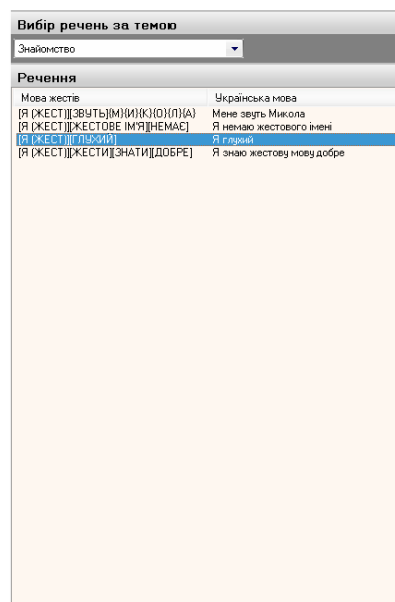 Вибір речень за темою
Знайомство
Речення
Мова жестів Українська мова
[Я (ЖЕСТ)][ЗВУТЬ]{М}{И}{К}{О}{Л}{А} Мене звуть Микола
[Я (ЖЕСТ)][ЖЕСТОВЕ ІМ'Я][НЕМАЄ] Я немаю жестового імені
[Я (ЖЕСТ)][ГЛУХИЙ] Я глухий
[Я (ЖЕСТ)][ЖЕСТИ][ЗНАТИ][ДОБРЕ] Я знаю жестову мову добре